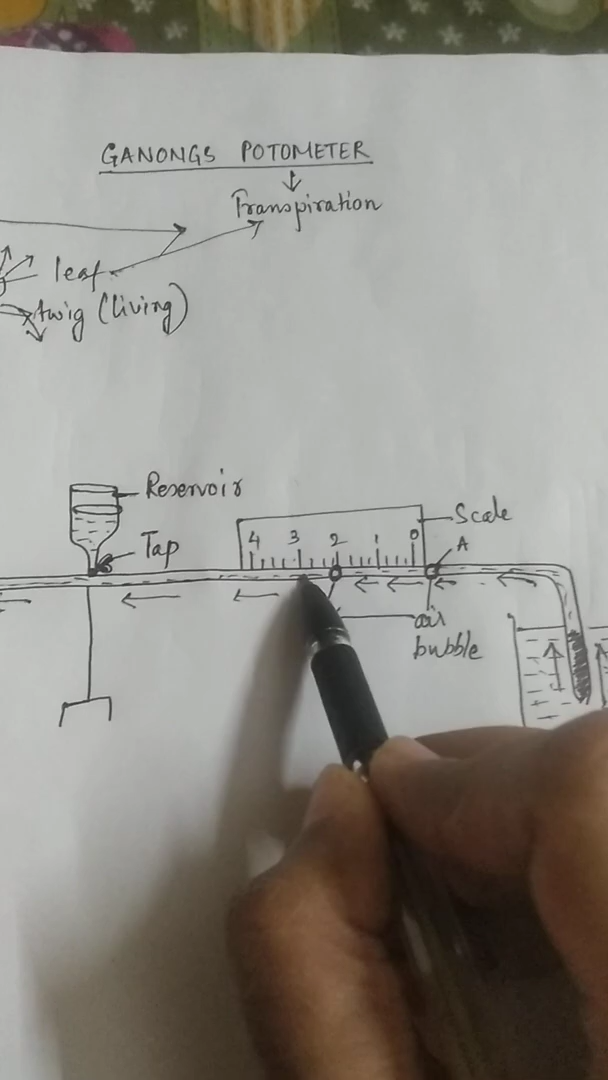 GANONGS POTOMETER
Transpiration
leaf
twig (living)
Reservoir
Tap
4 3 2 1 0
Scale
A
air
bubble